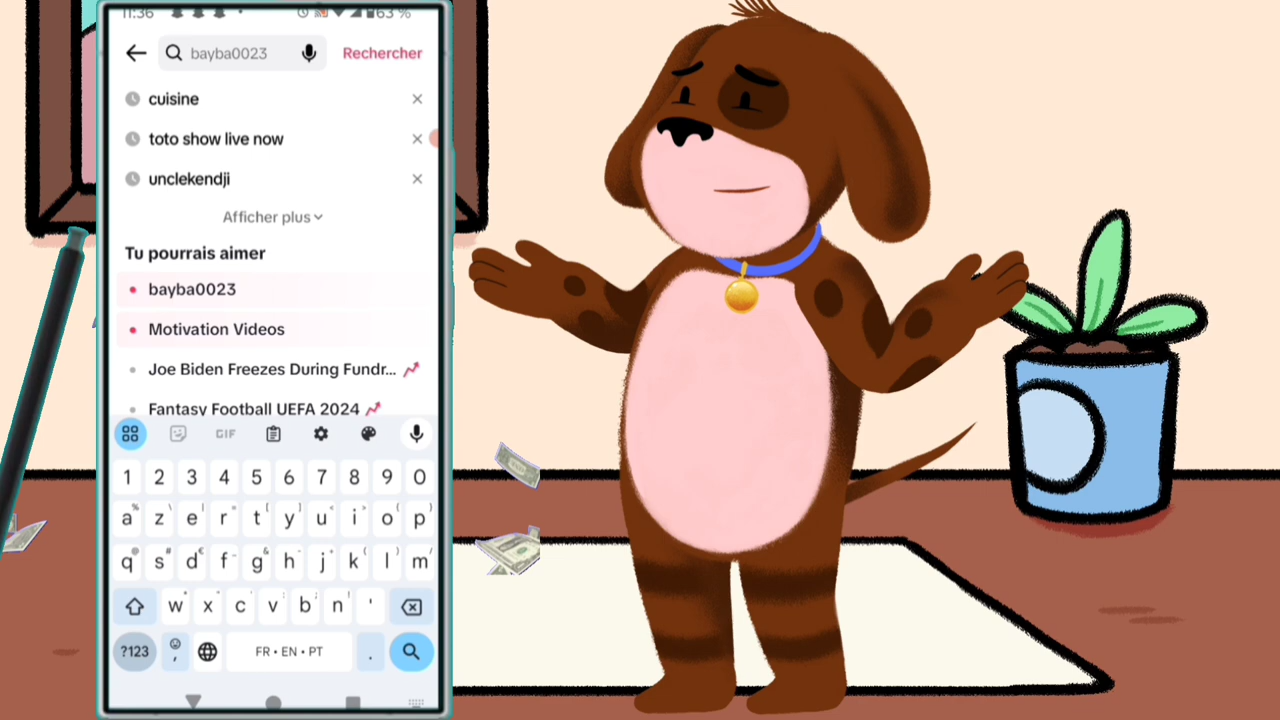 11:36 63 %
bayba0023 Rechercher
cuisine
toto show live now
unclekendji
Afficher plus
Tu pourrais aimer
bayba0023
Motivation Videos
Joe Biden Freezes During Fundr...
Fantasy Football UEFA 2024
GIF
1 2 3 4 5 6 7 8 9 0
a z e r t y u i o p
q s d f g h j k l m
w x c v b n '
?123 , FR • EN • PT .